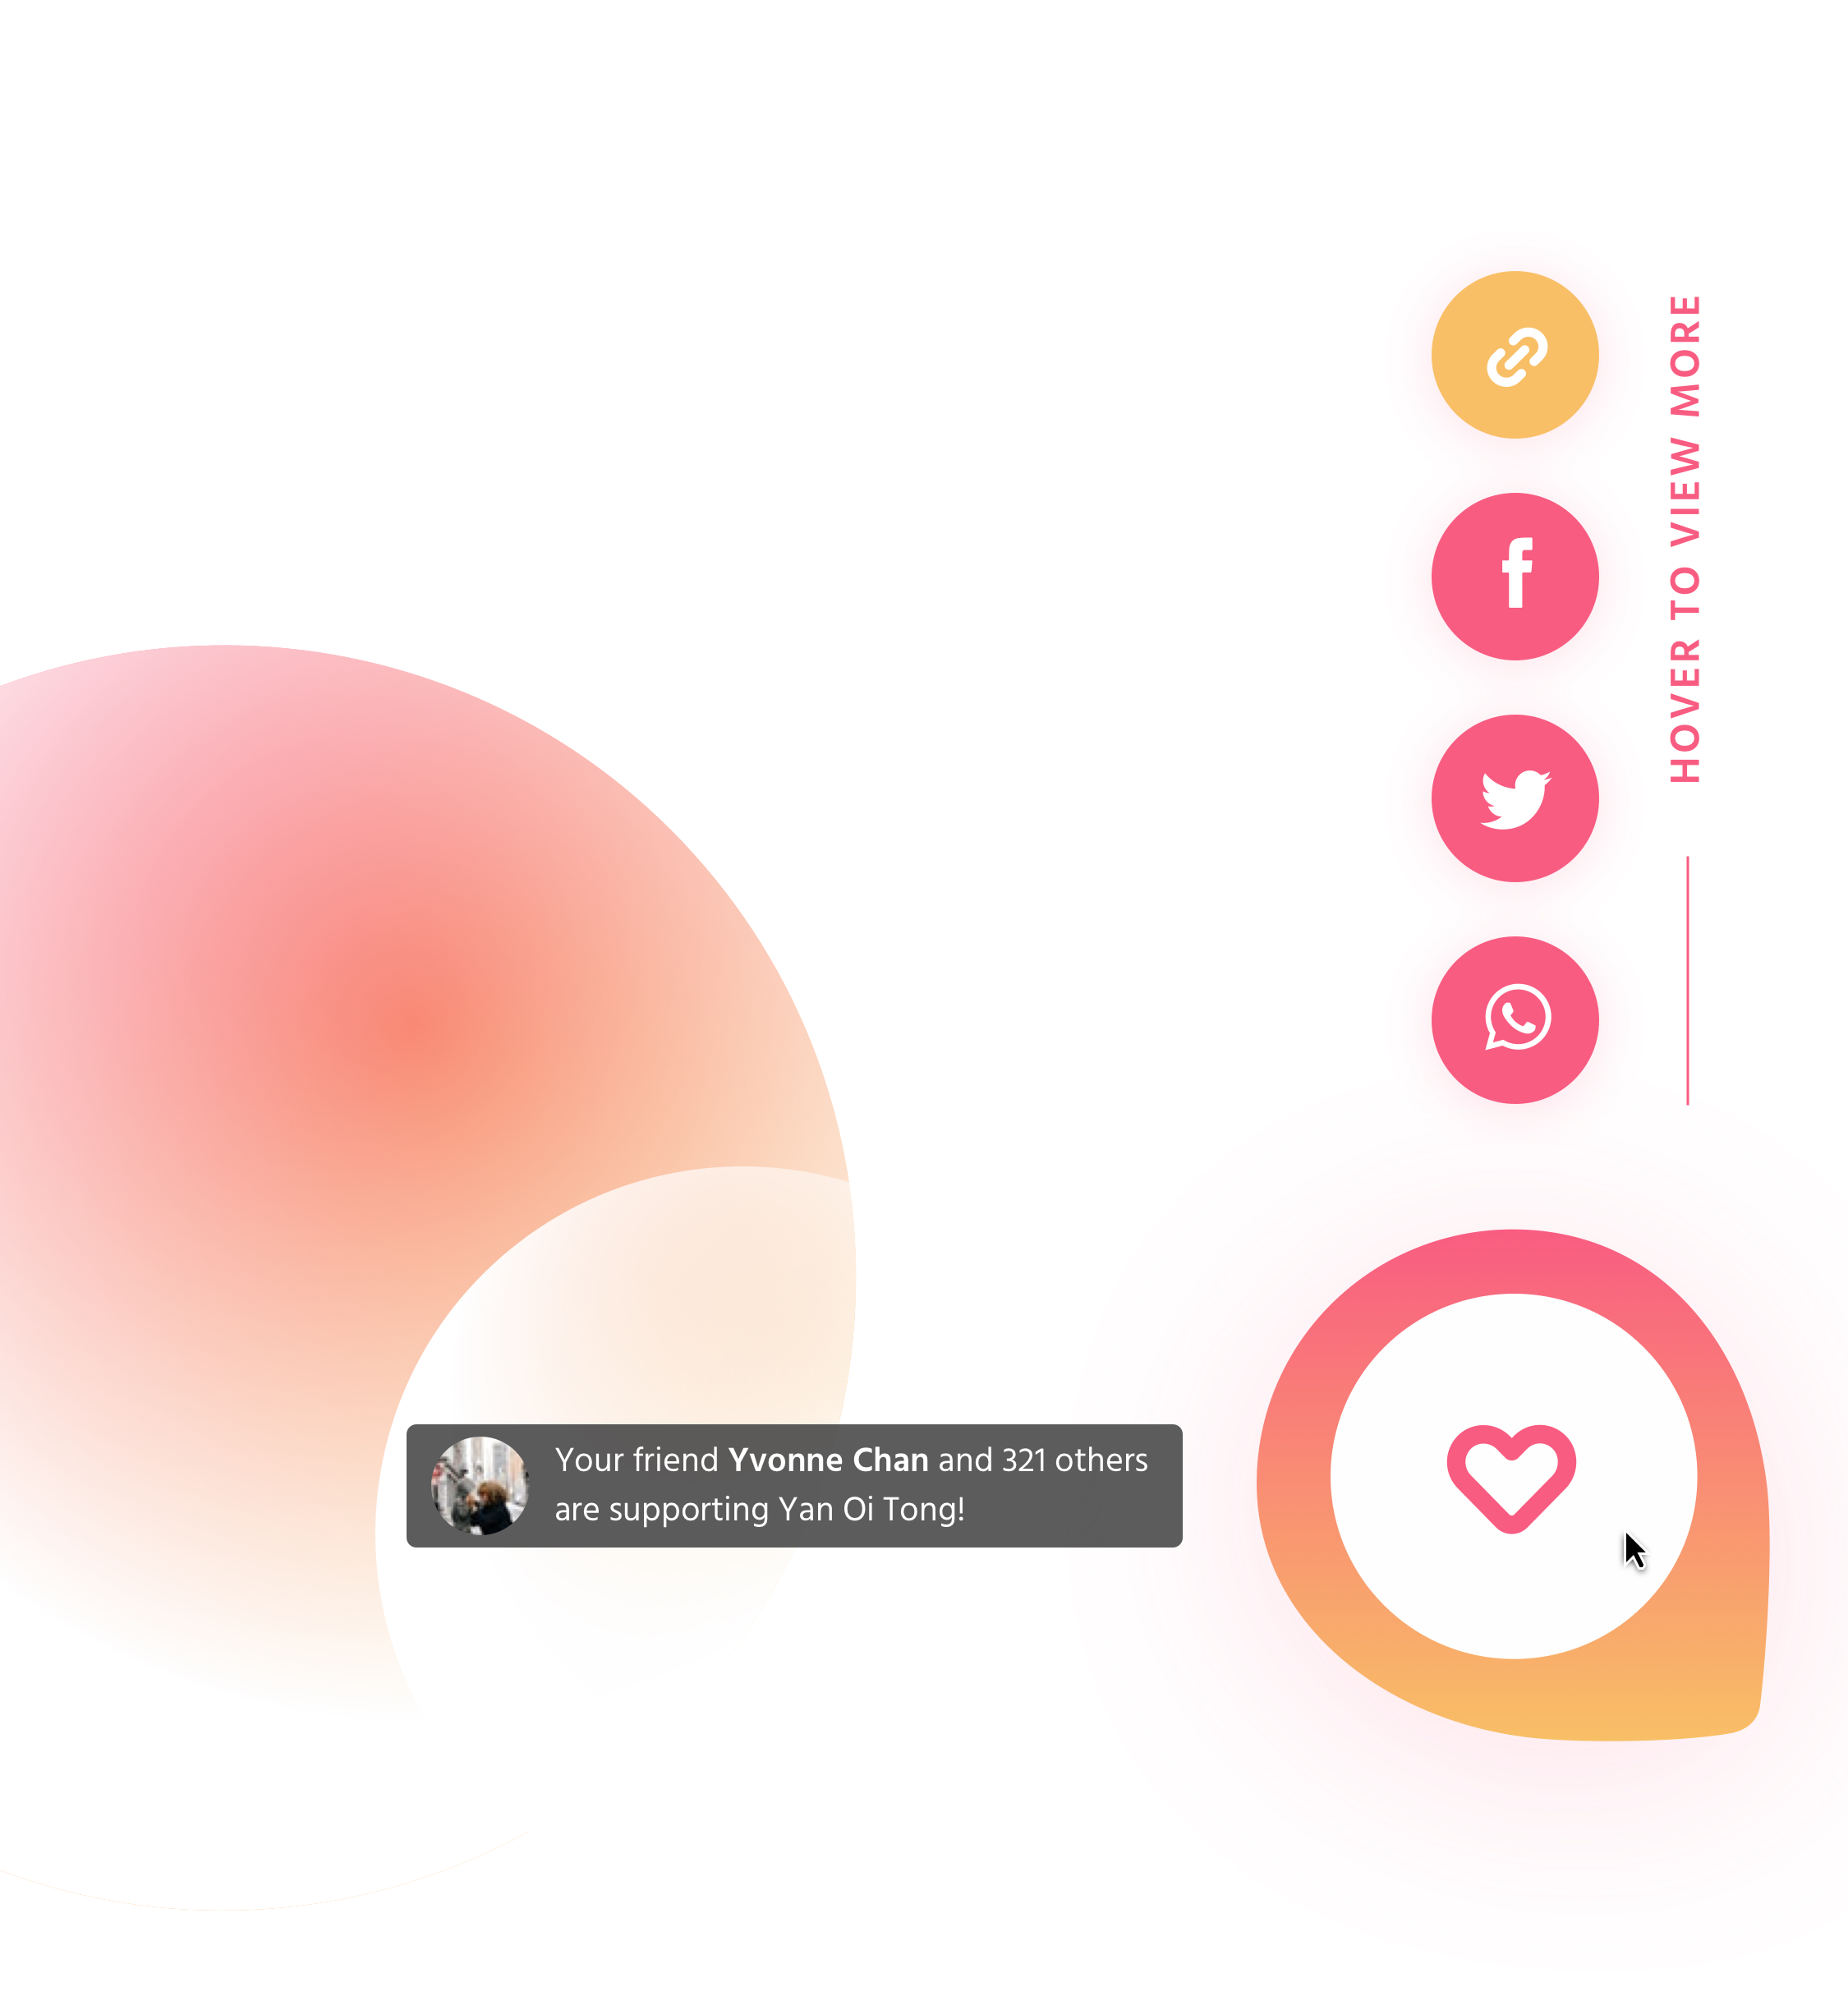 HOVER TO VIEW MORE
Your friend Yvonne Chan and 321 others
are supporting Yan Oi Tong!